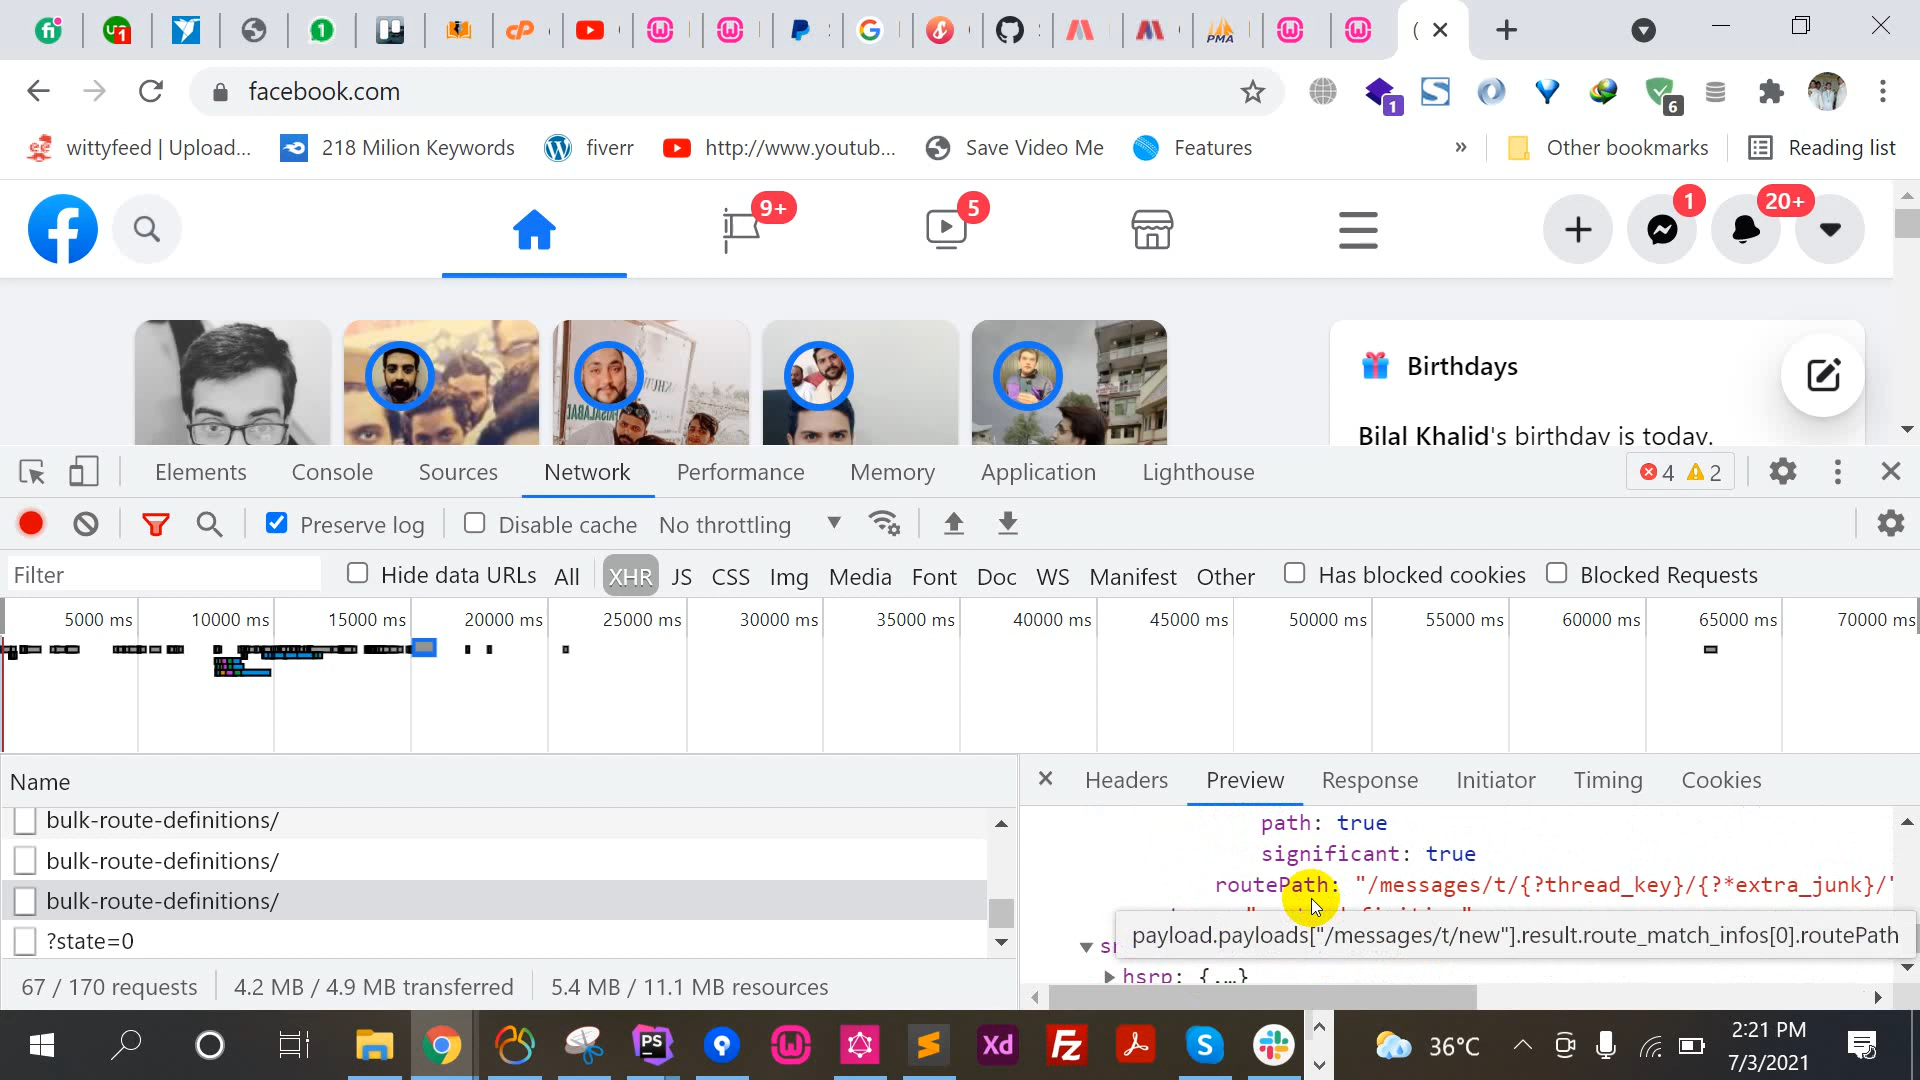 facebook.com
1
6
wittyfeed | Upload...
218 Milion Keywords
fiverr
http://www.youtub...
Save Video Me
Features
»
Other bookmarks
Reading list
9+
5
1
20+
Birthdays
Bilal Khalid's birthday is today.
Elements
Console
Sources
Network
Performance
Memory
Application
Lighthouse
4
2
Preserve log
Disable cache
No throttling
Filter
Hide data URLs
All
XHR
JS
CSS
Img
Media
Font
Doc
WS
Manifest
Other
Has blocked cookies
Blocked Requests
5000 ms
10000 ms
15000 ms
20000 ms
25000 ms
30000 ms
35000 ms
40000 ms
45000 ms
50000 ms
55000 ms
60000 ms
65000 ms
70000 ms
Name
Headers
Preview
Response
Initiator
Timing
Cookies
bulk-route-definitions/
bulk-route-definitions/
bulk-route-definitions/
?state=0
path: true
significant: true
routePath: "/messages/t/{?thread_key}/{?*extra_junk}/"
payload.payloads["/messages/t/new"].result.route_match_infos[0].routePath
hsrp: {,…}
67 / 170 requests
4.2 MB / 4.9 MB transferred
5.4 MB / 11.1 MB resources
36°C
2:21 PM
7/3/2021